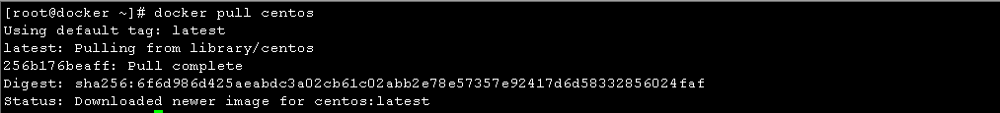 [root@docker ~]# docker pull centos
Using default tag: latest
latest: Pulling from library/centos
256b176beaff: Pull complete
Digest: sha256:6f6d986d425aeabdc3a02cb61c02abb2e78e57357e92417d6d58332856024faf
Status: Downloaded newer image for centos:latest